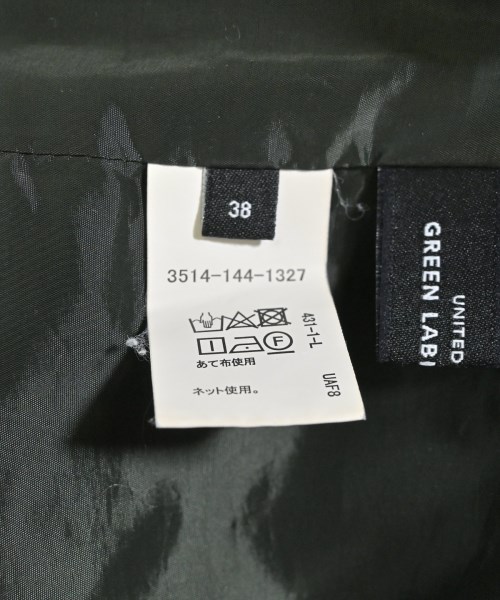 38
3514-144-1327
F
あて布使用。
ネット使用。
431-1-L
UAF8
UNITED
GREEN LAB